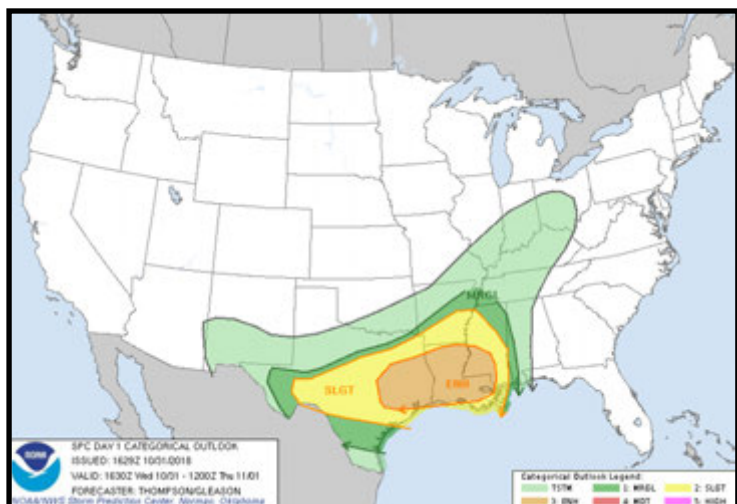 MRGL
SLGT
ENH
SPC DAY 1 CATEGORICAL OUTLOOK
ISSUED: 1629Z 10/31/2018
VALID: 1630Z Wed 10/31 - 1200Z Thu 11/01
FORECASTER: THOMPSON/GLEASON
NOAA/NWS Storm Prediction Center, Norman, Oklahoma
Categorical Outlook Legend:
TSTM 1: MRGL 2: SLGT
3: ENH 4: MDT 5: HIGH